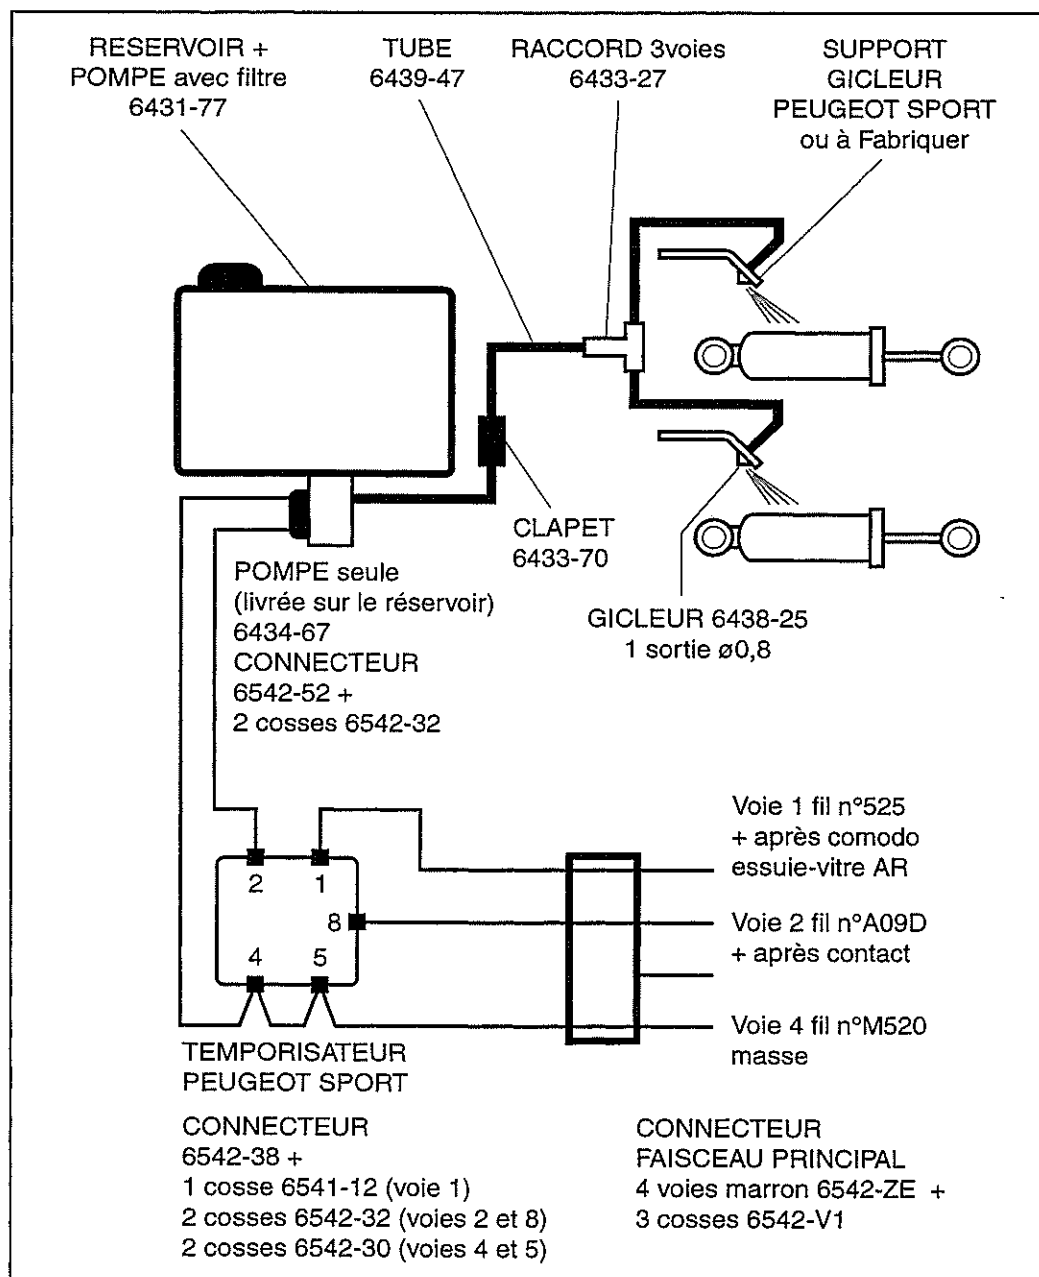 RESERVOIR +
POMPE avec filtre
6431-77
TUBE
6439-47
RACCORD 3voies
6433-27
SUPPORT
GICLEUR
PEUGEOT SPORT
ou à Fabriquer
CLAPET
6433-70
POMPE seule
(livrée sur le réservoir)
6434-67
CONNECTEUR
6542-52 +
2 cosses 6542-32
GICLEUR 6438-25
1 sortie ø0,8
2 1
8
4 5
Voie 1 fil n°525
+ après comodo
essuie-vitre AR
Voie 2 fil n°A09D
+ après contact
Voie 4 fil n°M520
masse
TEMPORISATEUR
PEUGEOT SPORT
CONNECTEUR
6542-38 +
1 cosse 6541-12 (voie 1)
2 cosses 6542-32 (voies 2 et 8)
2 cosses 6542-30 (voies 4 et 5)
CONNECTEUR
FAISCEAU PRINCIPAL
4 voies marron 6542-ZE +
3 cosses 6542-V1